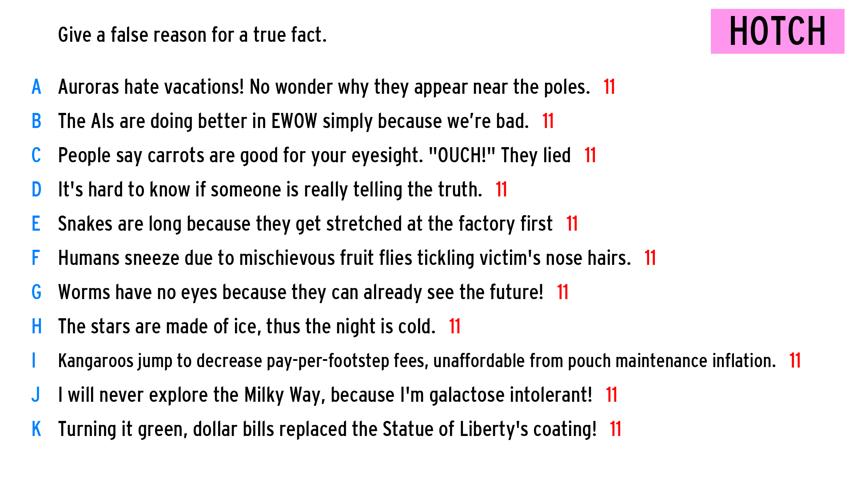 Give a false reason for a true fact.
HOTCH
A Auroras hate vacations! No wonder why they appear near the poles. 11
B The AIs are doing better in EWOW simply because we’re bad. 11
C People say carrots are good for your eyesight. "OUCH!" They lied 11
D It's hard to know if someone is really telling the truth. 11
E Snakes are long because they get stretched at the factory first 11
F Humans sneeze due to mischievous fruit flies tickling victim's nose hairs. 11
G Worms have no eyes because they can already see the future! 11
H The stars are made of ice, thus the night is cold. 11
I Kangaroos jump to decrease pay-per-footstep fees, unaffordable from pouch maintenance inflation. 11
J I will never explore the Milky Way, because I'm galactose intolerant! 11
K Turning it green, dollar bills replaced the Statue of Liberty's coating! 11